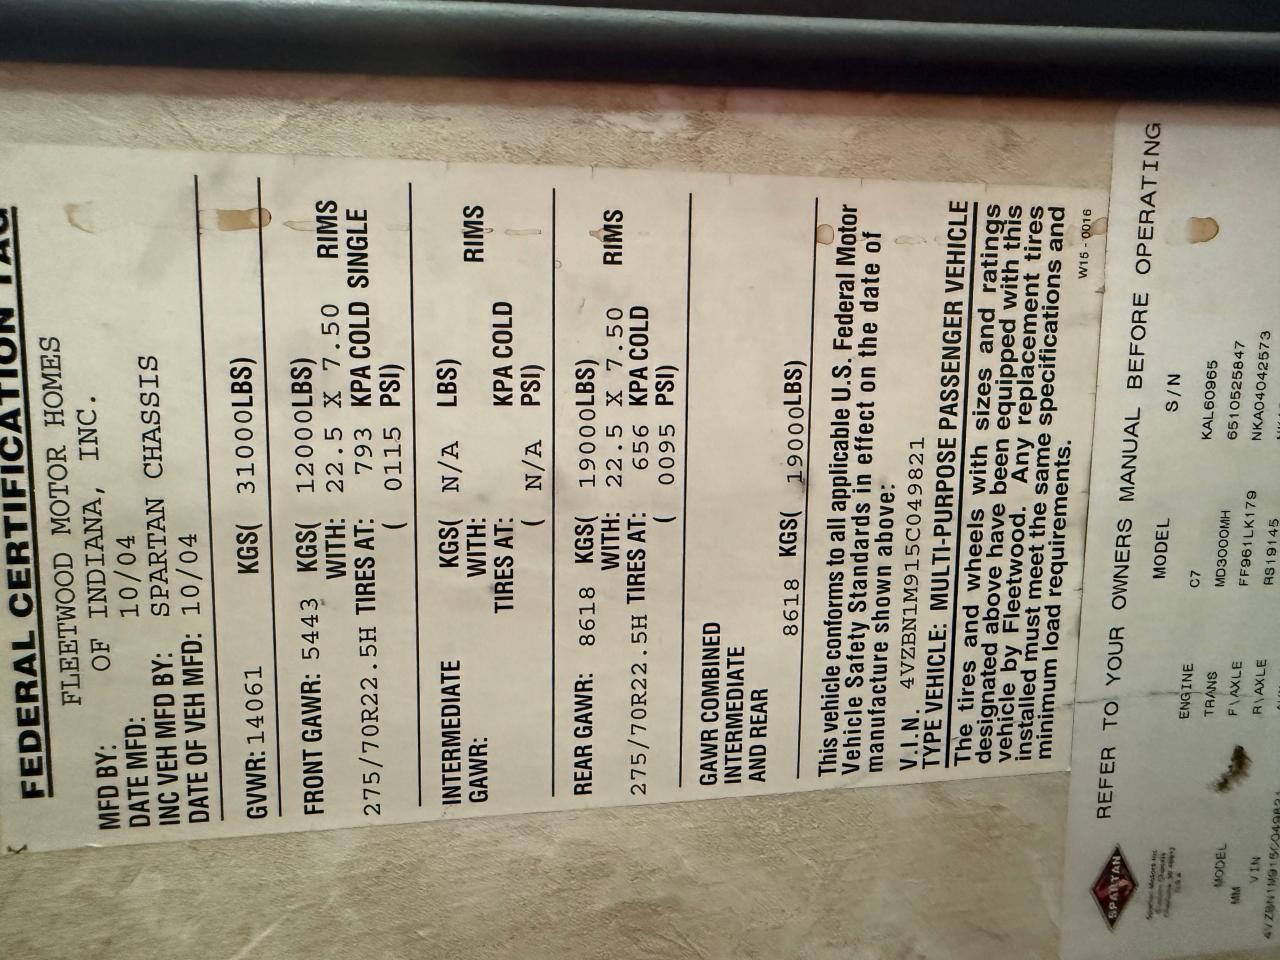 FEDERAL CERTIFICATION TAG
MFD BY: FLEETWOOD MOTOR HOMES
OF INDIANA, INC.
DATE MFD: 10/04
INC VEH MFD BY: SPARTAN CHASSIS
DATE OF VEH MFD: 10/04
GVWR: 14061 KGS( 31000LBS)
FRONT GAWR: 5443 KGS( 12000LBS)
WITH: 22.5 X 7.50 RIMS
275/70R22.5H TIRES AT: 793 KPA COLD SINGLE
( 0115 PSI)
INTERMEDIATE KGS( N/A LBS)
GAWR: WITH: RIMS
TIRES AT: KPA COLD
( N/A PSI)
REAR GAWR: 8618 KGS( 19000LBS)
WITH: 22.5 X 7.50 RIMS
275/70R22.5H TIRES AT: 656 KPA COLD
( 0095 PSI)
GAWR COMBINED
INTERMEDIATE
AND REAR 8618 KGS( 19000LBS)
This vehicle conforms to all applicable U.S. Federal Motor
Vehicle Safety Standards in effect on the date of
manufacture shown above:
V.I.N. 4VZBN1M915C049821
TYPE VEHICLE: MULTI-PURPOSE PASSENGER VEHICLE
The tires and wheels with sizes and ratings
designated above have been equipped with this
vehicle by Fleetwood. Any replacement tires
installed must meet the same specifications and
minimum load requirements.
W15-0016
SPARTAN
REFER TO YOUR OWNERS MANUAL BEFORE OPERATING
MODEL S/N
ENGINE C7 KAL60965
MODEL TRANS MD3000MH 6510525847
MM F\AXLE FF961LK179 NKA04042573
VIN R\AXLE RS19145
4VZBN1M915C049821